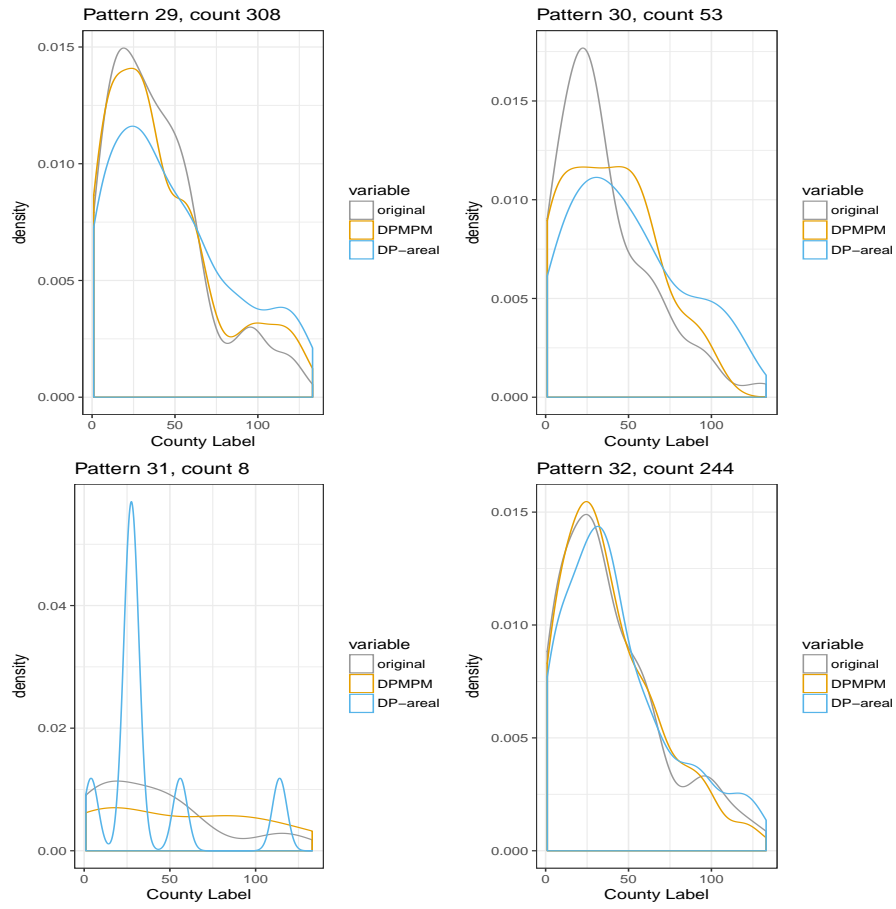 Pattern 29, count 308
0.015
0.010
0.005
0.000
density
0
50
100
County Label
variable
original
DPMPM
DP−areal
Pattern 30, count 53
0.015
0.010
0.005
0.000
density
0
50
100
County Label
variable
original
DPMPM
DP−areal
Pattern 31, count 8
0.04
0.02
0.00
density
0
50
100
County Label
variable
original
DPMPM
DP−areal
Pattern 32, count 244
0.015
0.010
0.005
0.000
density
0
50
100
County Label
variable
original
DPMPM
DP−areal